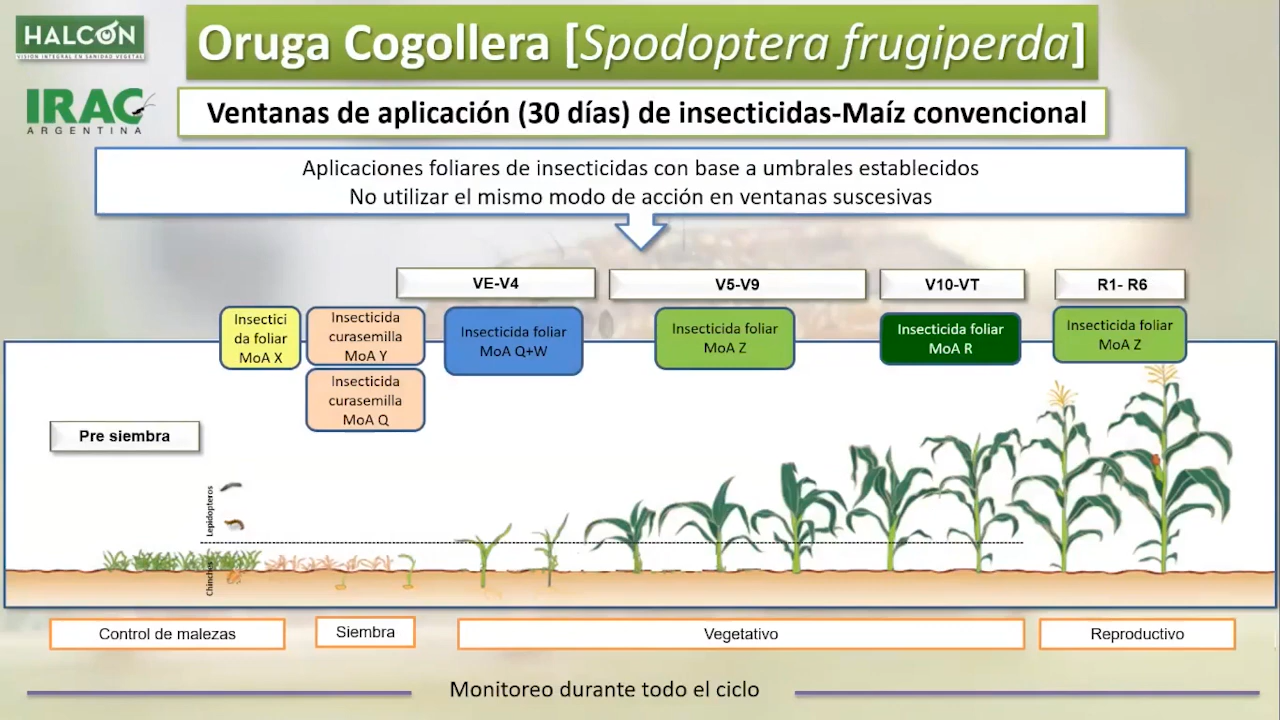 HALCÓN
VISION INTEGRAL EN SANIDAD VEGETAL
Oruga Cogollera [Spodoptera frugiperda]
IRAC
ARGENTINA
Ventanas de aplicación (30 días) de insecticidas-Maíz convencional
Aplicaciones foliares de insecticidas con base a umbrales establecidos
No utilizar el mismo modo de acción en ventanas suscesivas
VE-V4
V5-V9
V10-VT
R1- R6
Insectici
da foliar
MoA X
Insecticida
curasemilla
MoA Y
Insecticida foliar
MoA Q+W
Insecticida foliar
MoA Z
Insecticida foliar
MoA R
Insecticida foliar
MoA Z
Insecticida
curasemilla
MoA Q
Pre siembra
Lepidopteros
Chinches
Control de malezas
Siembra
Vegetativo
Reproductivo
Monitoreo durante todo el ciclo